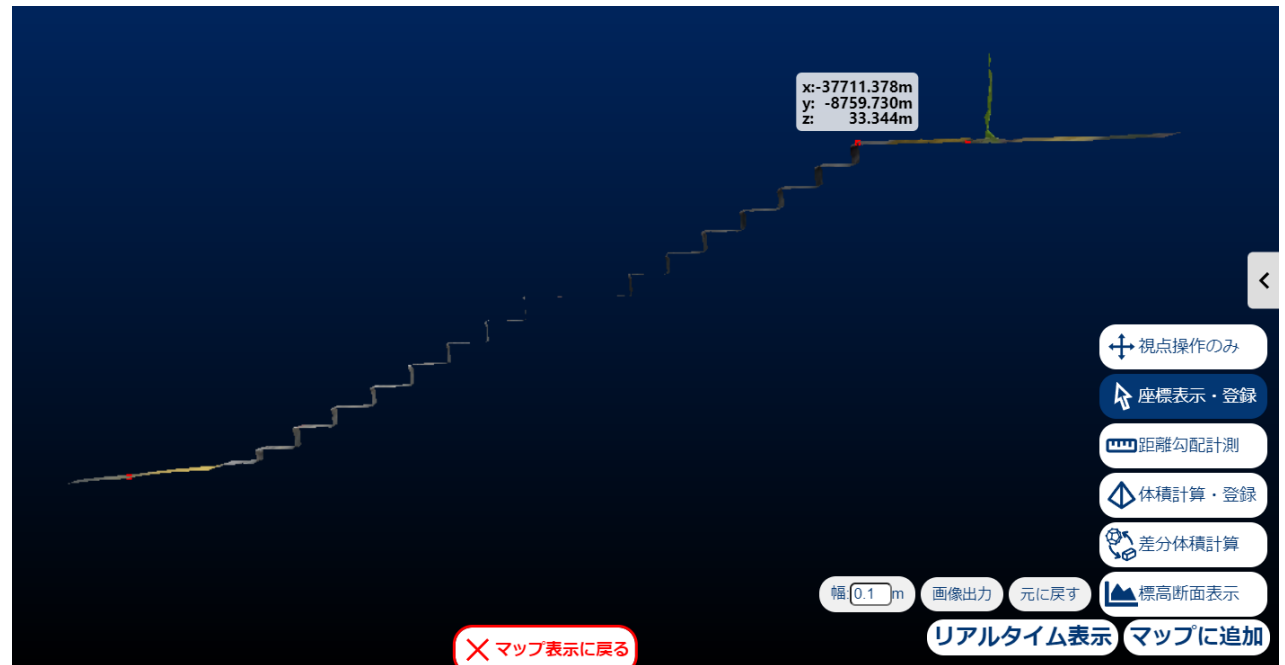 x:-37711.378m
y: -8759.730m
z: 33.344m
視点操作のみ
座標表示・登録
距離勾配計測
体積計算・登録
差分体積計算
幅:0.1 m 画像出力 元に戻す 標高断面表示
リアルタイム表示 マップに追加
マップ表示に戻る